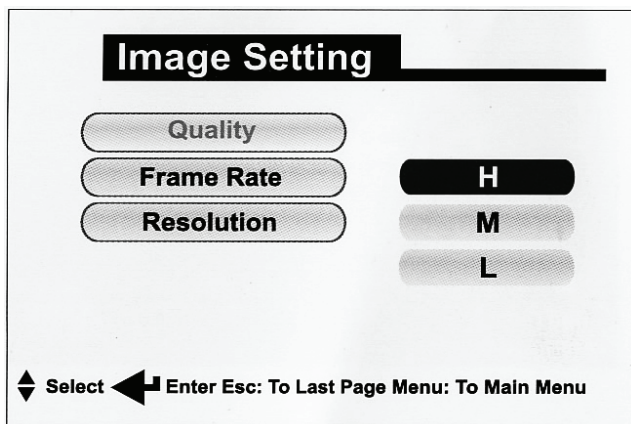 Image Setting
Quality
Frame Rate H
Resolution M
L
Select Enter Esc: To Last Page Menu: To Main Menu